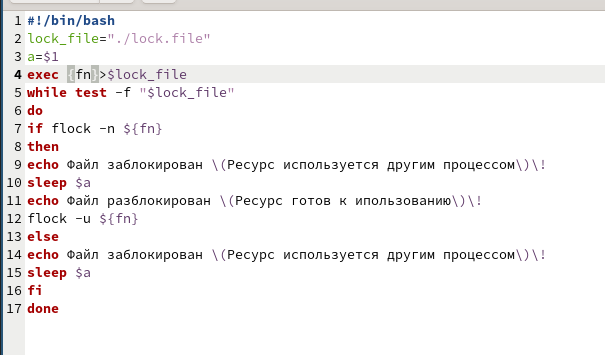 1 #!/bin/bash
2 lock_file="./lock.file"
3 a=$1
4 exec {fn}>$lock_file
5 while test -f "$lock_file"
6 do
7 if flock -n ${fn}
8 then
9 echo Файл заблокирован \(Ресурс используется другим процессом\)\!
10 sleep $a
11 echo Файл разблокирован \(Ресурс готов к ипользованию\)\!
12 flock -u ${fn}
13 else
14 echo Файл заблокирован \(Ресурс используется другим процессом\)\!
15 sleep $a
16 fi
17 done